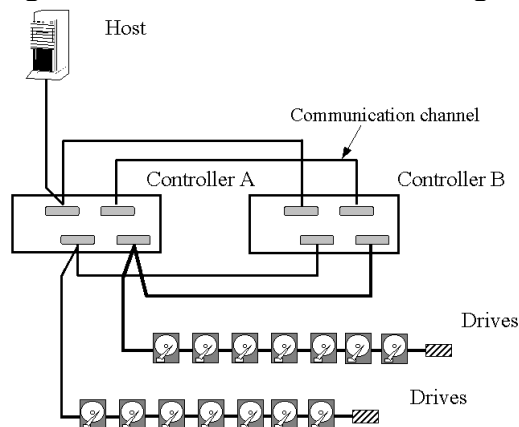 Host
Communication channel
Controller A
Controller B
Drives
Drives